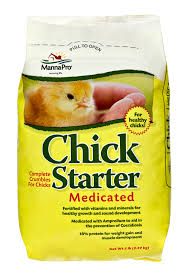 PULL TO OPEN
MannaPro
For healthy chicks!
Complete
Crumbles
For Chicks
Chick
Starter
Medicated
Fortified with vitamins and minerals for
healthy growth and sound development.
Medicated with Amprolium to aid in
the prevention of Coccidiosis
18% protein for weight gain and
muscle development